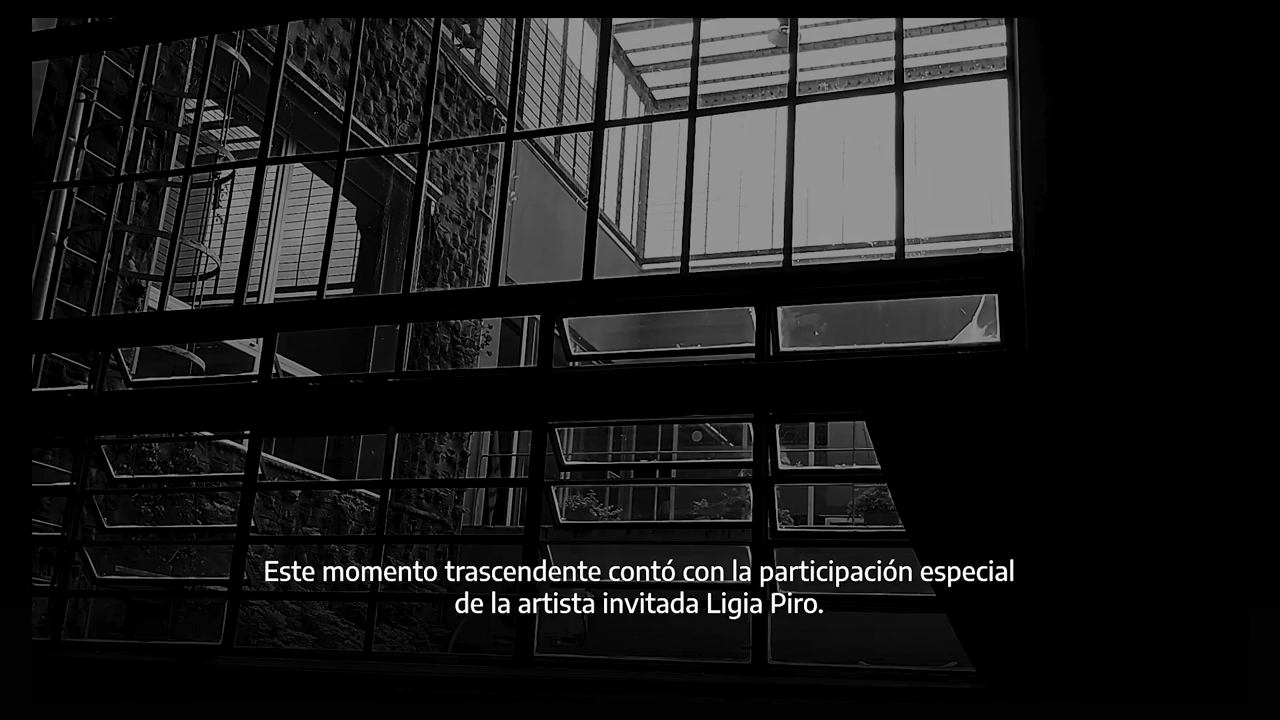 Este momento trascendente contó con la participación especial
de la artista invitada Ligia Piro.